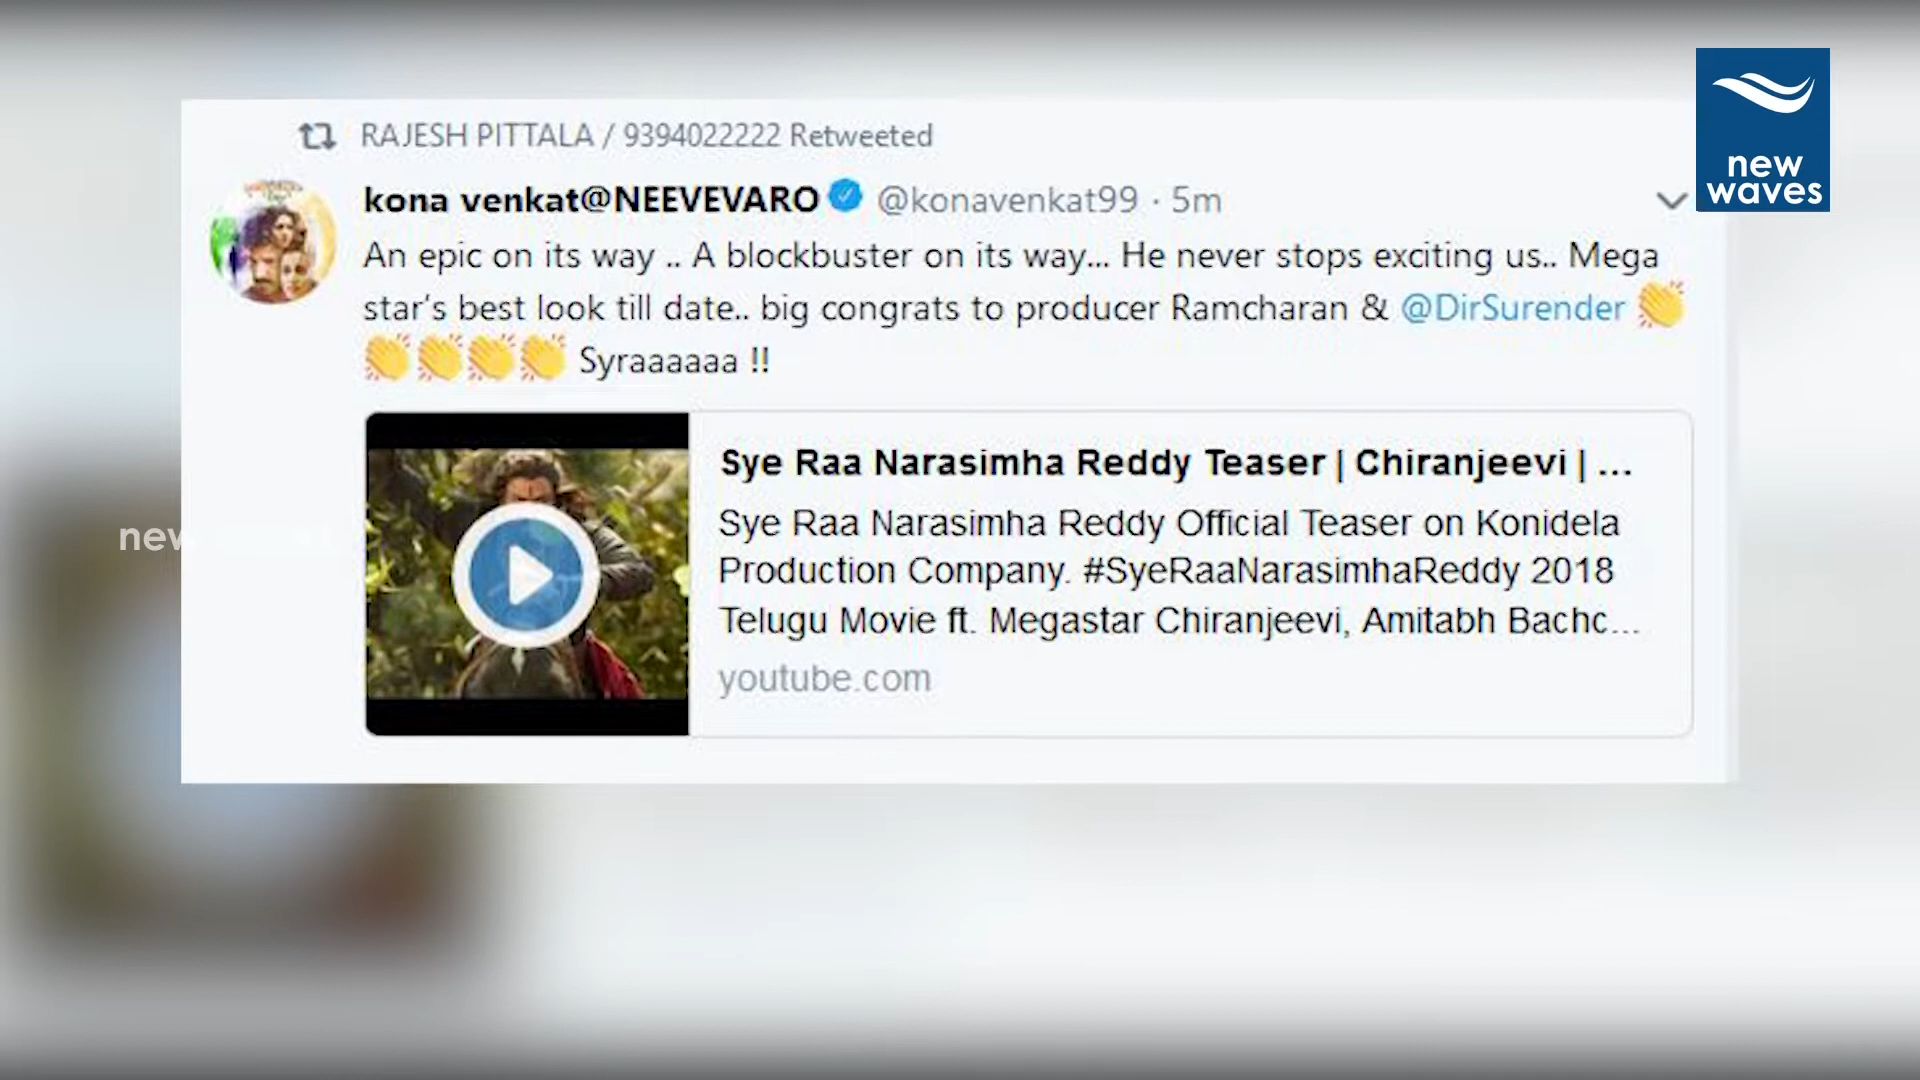 new
waves
RAJESH PITTALA / 9394022222 Retweeted
kona venkat@NEEVEVARO @konavenkat99 · 5m
An epic on its way .. A blockbuster on its way... He never stops exciting us.. Mega
star's best look till date.. big congrats to producer Ramcharan & @DirSurender 👏
👏👏👏👏 Syraaaaaa !!
Sye Raa Narasimha Reddy Teaser | Chiranjeevi | ...
Sye Raa Narasimha Reddy Official Teaser on Konidela
Production Company. #SyeRaaNarasimhaReddy 2018
Telugu Movie ft. Megastar Chiranjeevi, Amitabh Bachc...
youtube.com